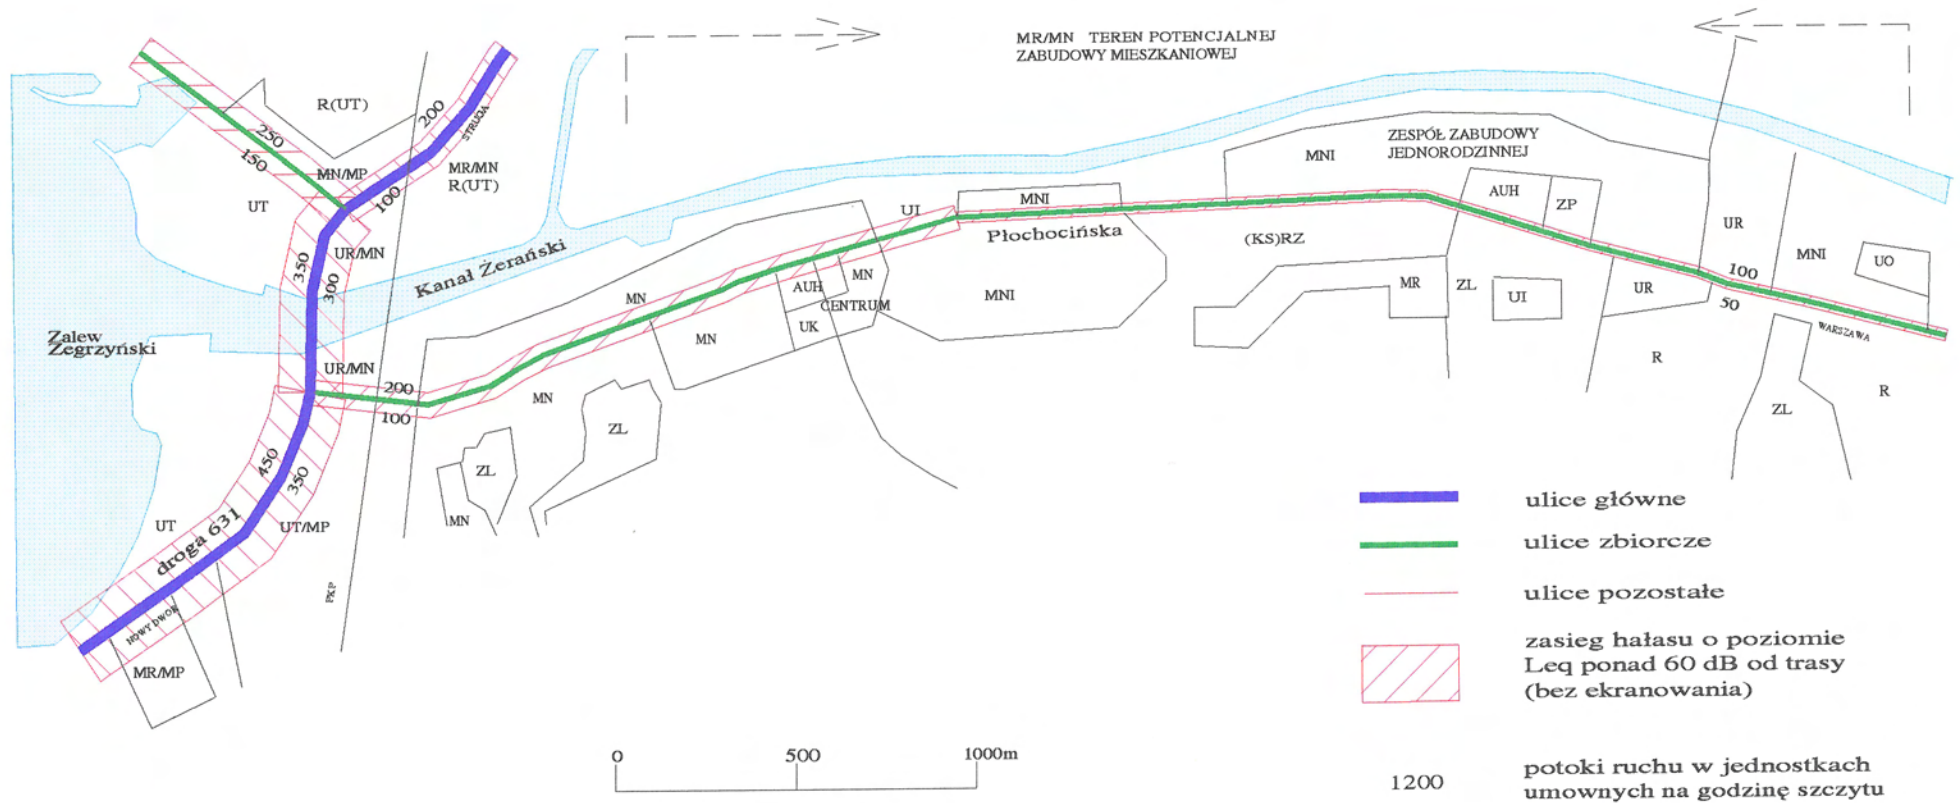 MR/MN TEREN POTENCJALNEJ
ZABUDOWY MIESZKANIOWEJ
R(UT)
200
STRUGA
250
150
MN/MP
MR/MN
R(UT)
100
UT
UR/MN
350
300
Kanał Żerański
UI
MNI
Płochocińska
MNI
ZESPÓŁ ZABUDOWY
JEDNORODZINNEJ
AUH
ZP
(KS)RZ
UR
MNI
UO
MN
AUH
MN
CENTRUM
UK
MN
MNI
MR
ZL
UI
UR
100
50
WARSZAWA
Zalew
Zegrzyński
UR/MN
200
100
MN
R
R
ZL
ZL
ZL
MN
450
350
UT
UT/MP
droga 631
PKP
NOWY DWÓR
MR/MP
ulice główne
ulice zbiorcze
ulice pozostałe
zasieg hałasu o poziomie
Leq ponad 60 dB od trasy
(bez ekranowania)
0 500 1000m
1200
potoki ruchu w jednostkach
umownych na godzinę szczytu